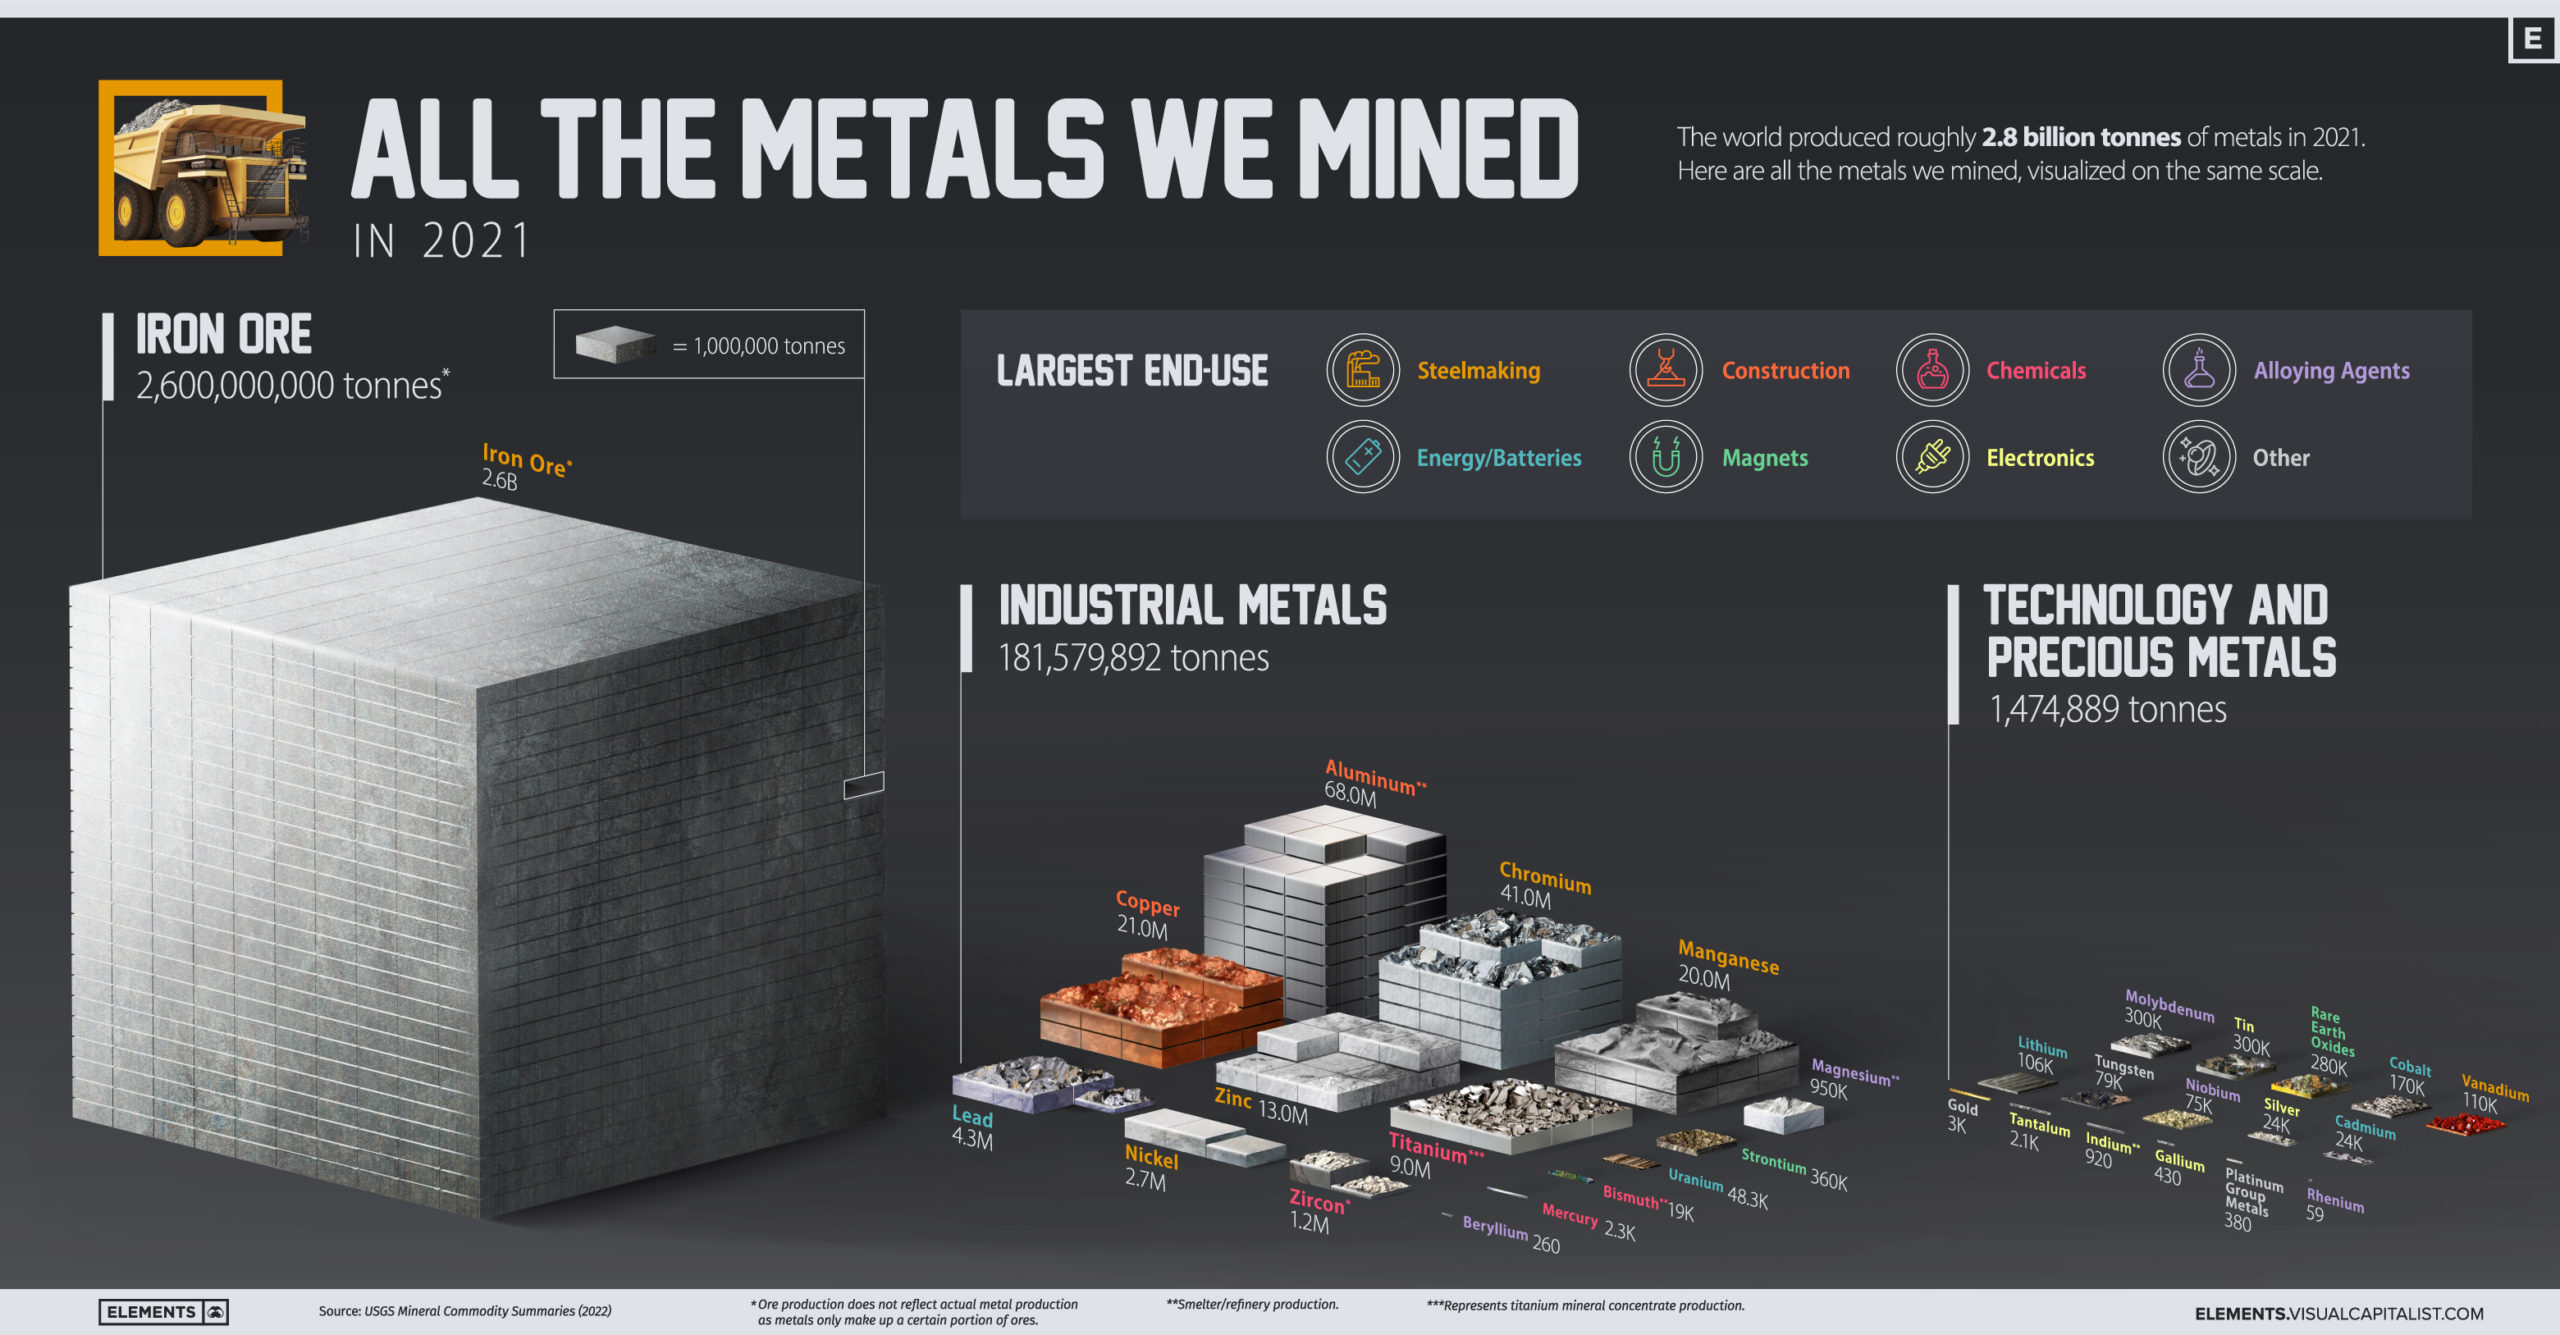 E
ALL THE METALS WE MINED
IN 2021
The world produced roughly 2.8 billion tonnes of metals in 2021.
Here are all the metals we mined, visualized on the same scale.
IRON ORE
2,600,000,000 tonnes*
= 1,000,000 tonnes
Iron Ore*
2.6B
LARGEST END-USE
Steelmaking
Construction
Chemicals
Alloying Agents
Energy/Batteries
Magnets
Electronics
Other
INDUSTRIAL METALS
181,579,892 tonnes
Aluminum**
68.0M
Chromium
41.0M
Copper
21.0M
Manganese
20.0M
Magnesium**
950K
Lead
4.3M
Zinc 13.0M
Nickel
2.7M
Titanium***
9.0M
Zircon*
1.2M
Strontium 360K
Uranium 48.3K
Bismuth**19K
Mercury 2.3K
Beryllium 260
TECHNOLOGY AND
PRECIOUS METALS
1,474,889 tonnes
Molybdenum
300K
Tin
300K
Rare
Earth
Oxides
280K
Lithium
106K
Tungsten
79K
Niobium
75K
Cobalt
170K
Vanadium
110K
Gold
3K
Tantalum
2.1K
Indium**
920
Gallium
430
Silver
24K
Cadmium
24K
Platinum
Group
Metals
380
Rhenium
59
ELEMENTS
Source: USGS Mineral Commodity Summaries (2022)
*Ore production does not reflect actual metal production
as metals only make up a certain portion of ores.
**Smelter/refinery production.
***Represents titanium mineral concentrate production.
ELEMENTS.VISUALCAPITALIST.COM